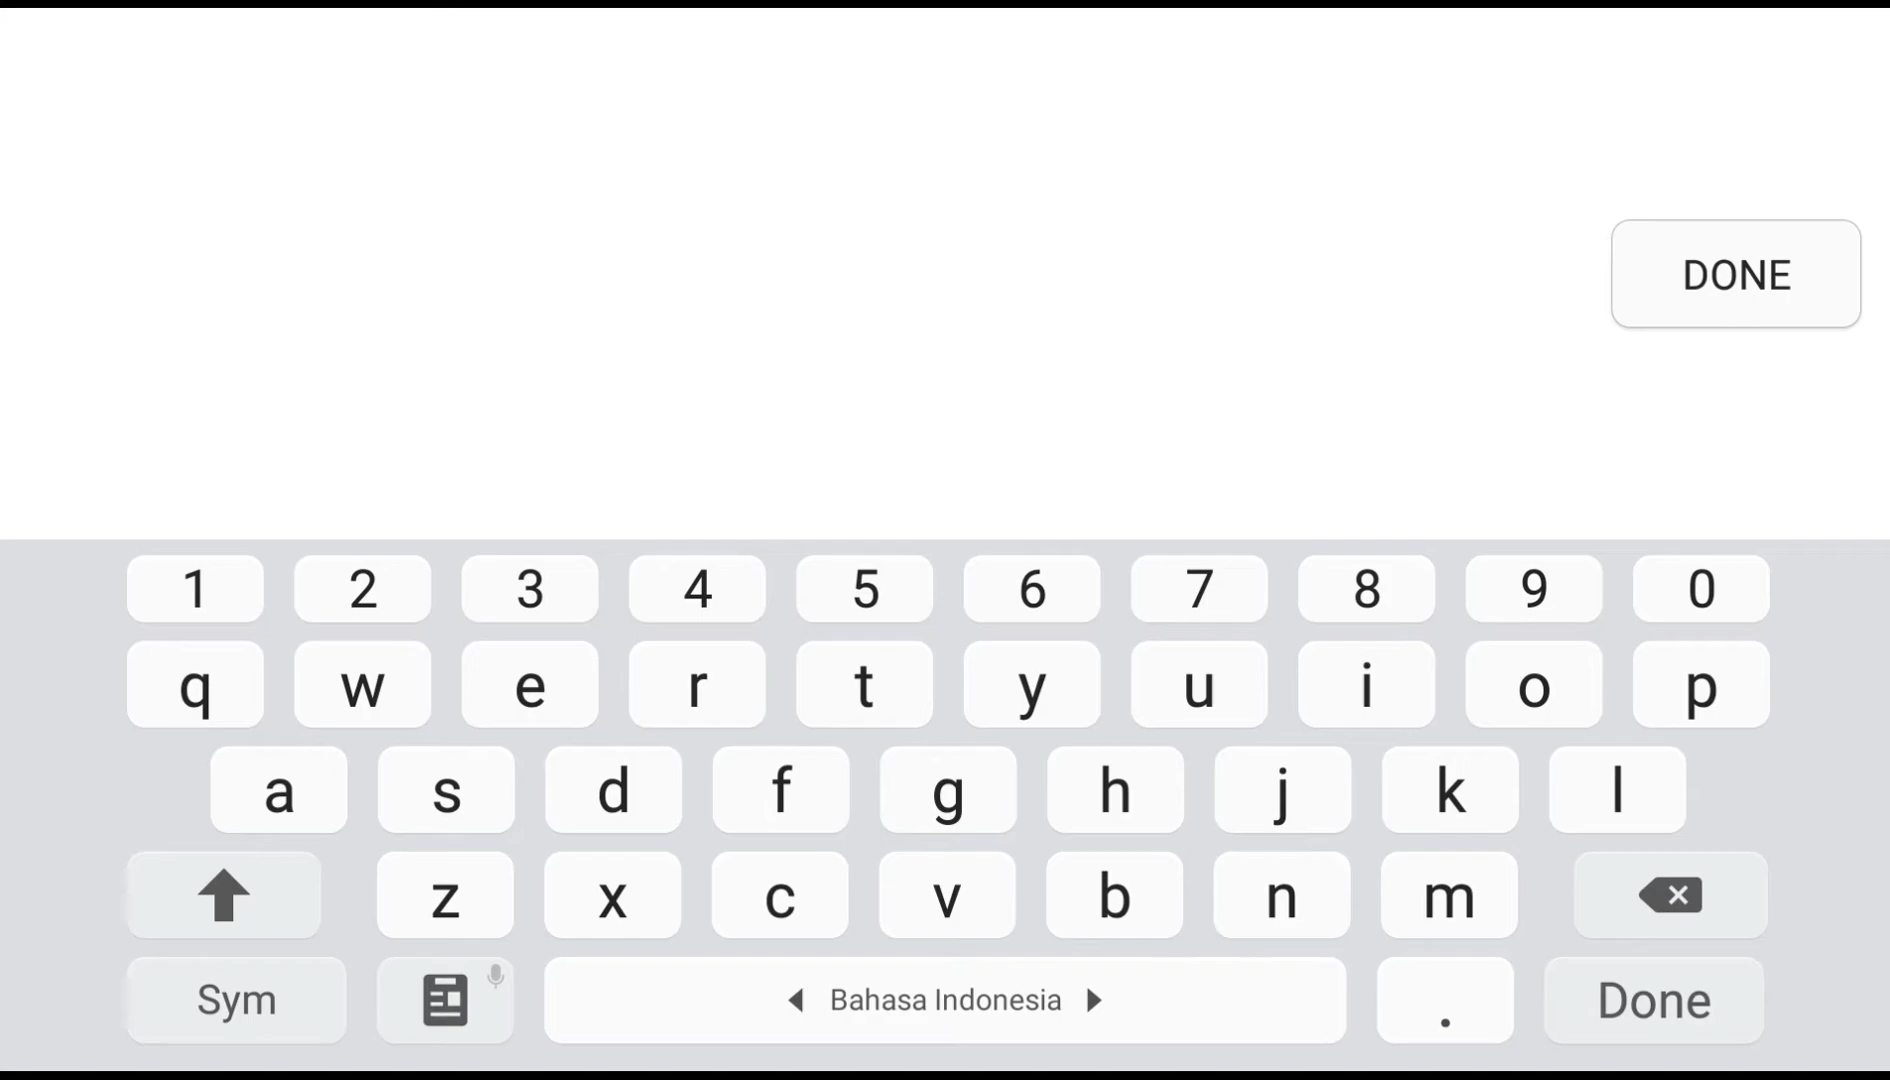 DONE
1 2 3 4 5 6 7 8 9 0
q w e r t y u i o p
a s d f g h j k l
z x c v b n m
Sym Bahasa Indonesia . Done